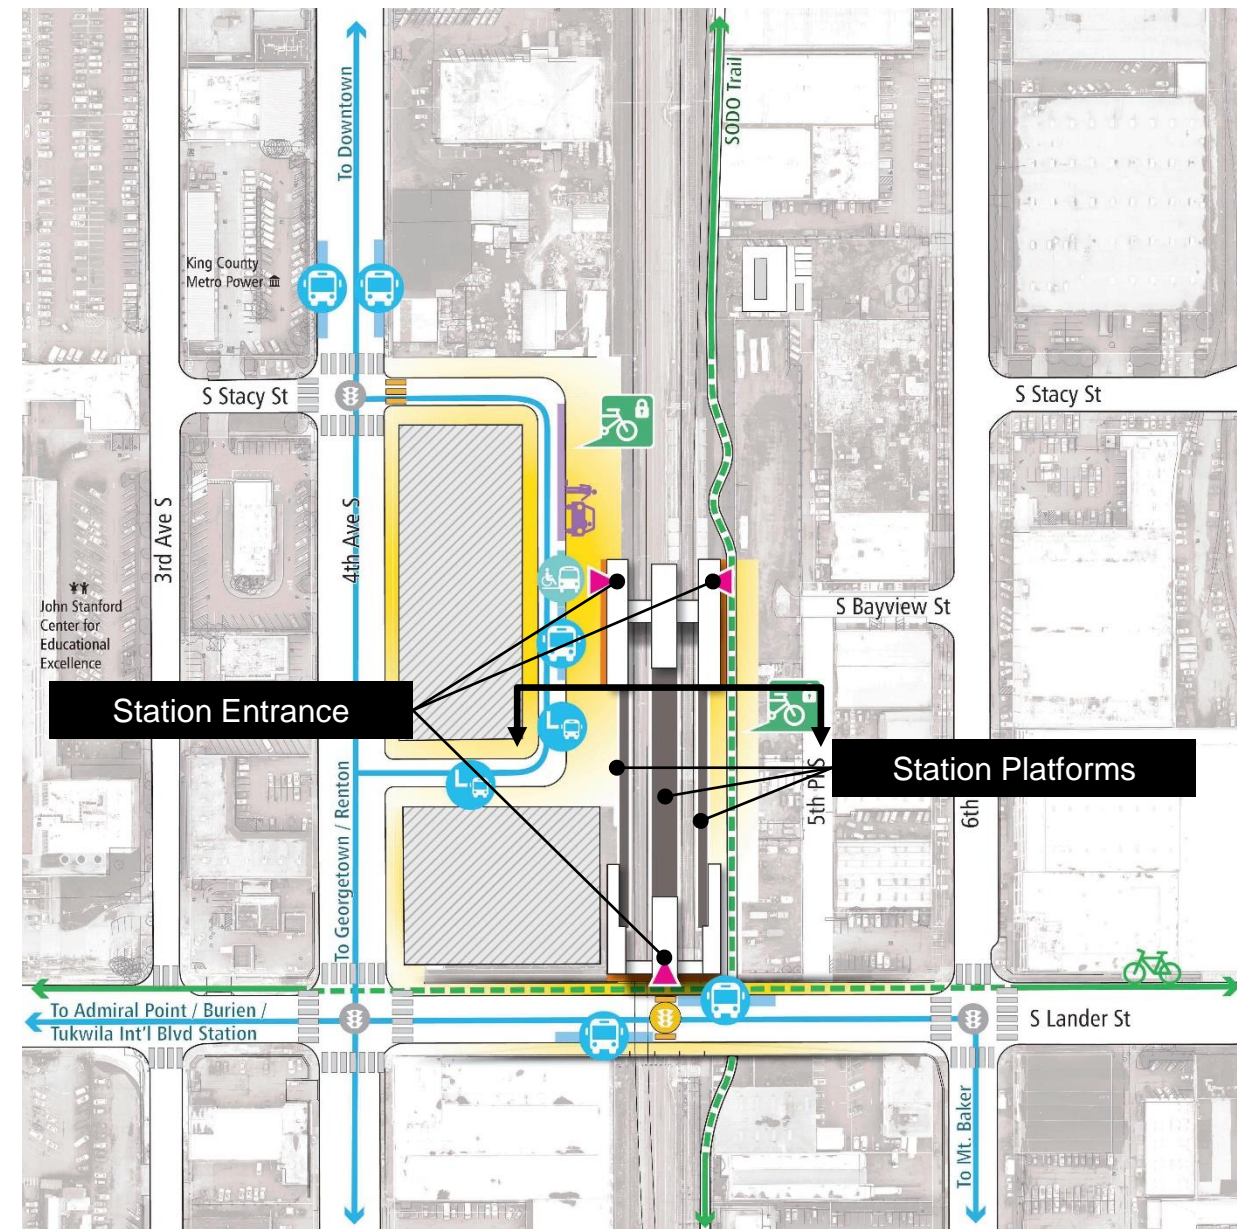 To Downtown
SODO Trail
King County
Metro Power
S Stacy St
S Stacy St
3rd Ave S
4th Ave S
John Stanford
Center for
Educational
Excellence
S Bayview St
Station Entrance
Station Platforms
5th Pl S
6th
To Georgetown / Renton
To Admiral Point / Burien /
Tukwila Int'l Blvd Station
S Lander St
To Mt. Baker
L
L